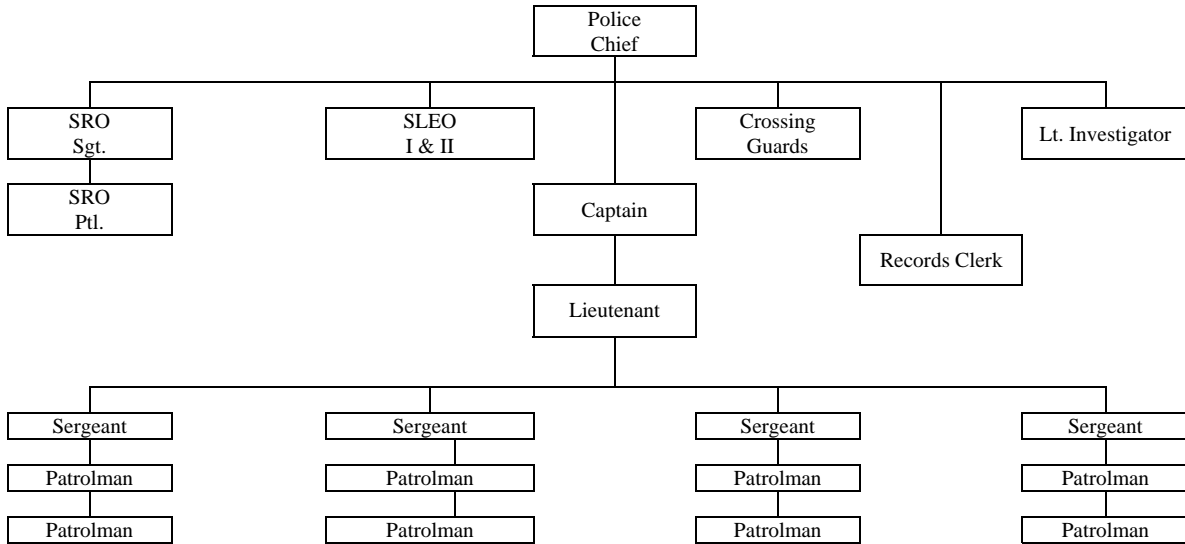 Police
Chief
SRO
Sgt.
SLEO
I & II
Crossing
Guards
Lt. Investigator
SRO
Ptl.
Captain
Records Clerk
Lieutenant
Sergeant
Sergeant
Sergeant
Sergeant
Patrolman
Patrolman
Patrolman
Patrolman
Patrolman
Patrolman
Patrolman
Patrolman